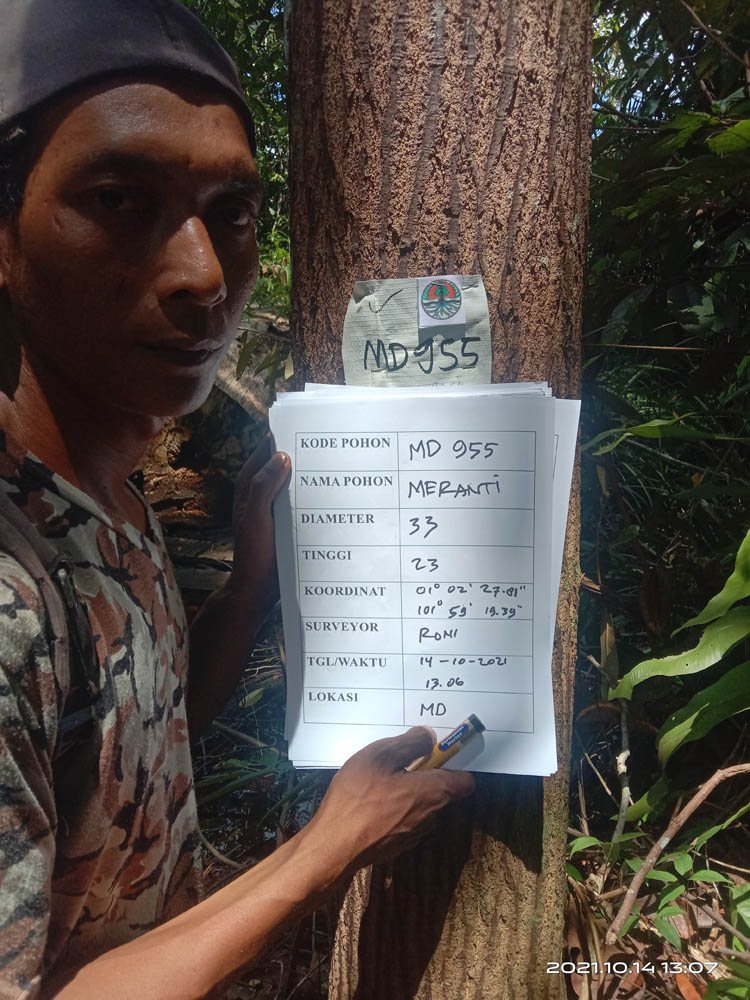 MD 955
KODE POHON MD 955
NAMA POHON MERANTI
DIAMETER 33
TINGGI 23
KOORDINAT 01° 02' 27.81"
101° 59' 19.39"
SURVEYOR RONI
TGL/WAKTU 14-10-2021
13.06
LOKASI MD
2021.10.14 13:07